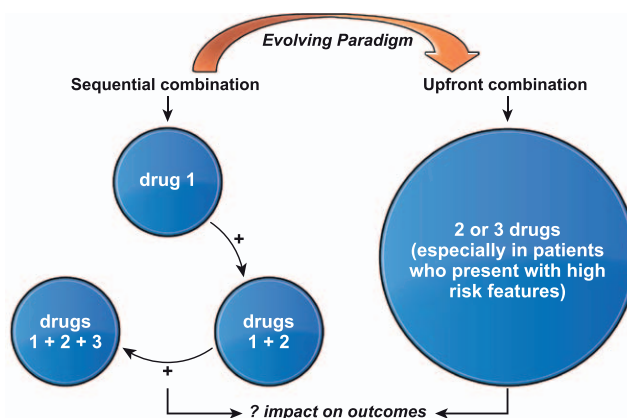 Evolving Paradigm
Sequential combination
Upfront combination
drug 1
+
drugs
1 + 2
+
drugs
1 + 2 + 3
2 or 3 drugs
(especially in patients
who present with high
risk features)
? impact on outcomes